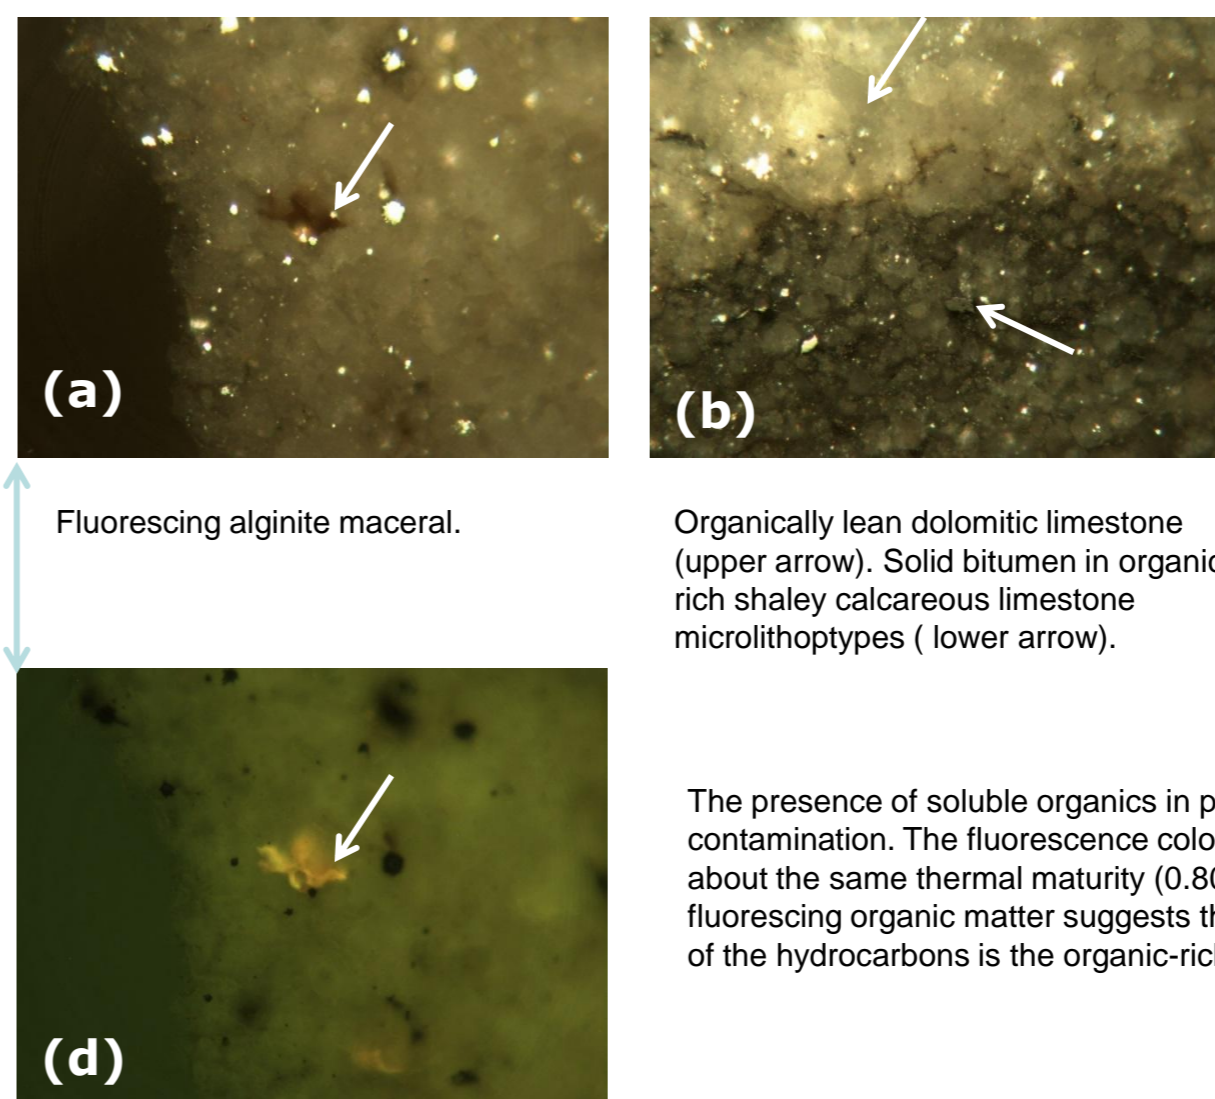 (a)
(b)
Fluorescing alginite maceral.
Organically lean dolomitic limestone
(upper arrow). Solid bitumen in organic
rich shaley calcareous limestone
microlithoptypes ( lower arrow).
The presence of soluble organics in p
contamination. The fluorescence colo
about the same thermal maturity (0.80
fluorescing organic matter suggests th
of the hydrocarbons is the organic-rich
(d)